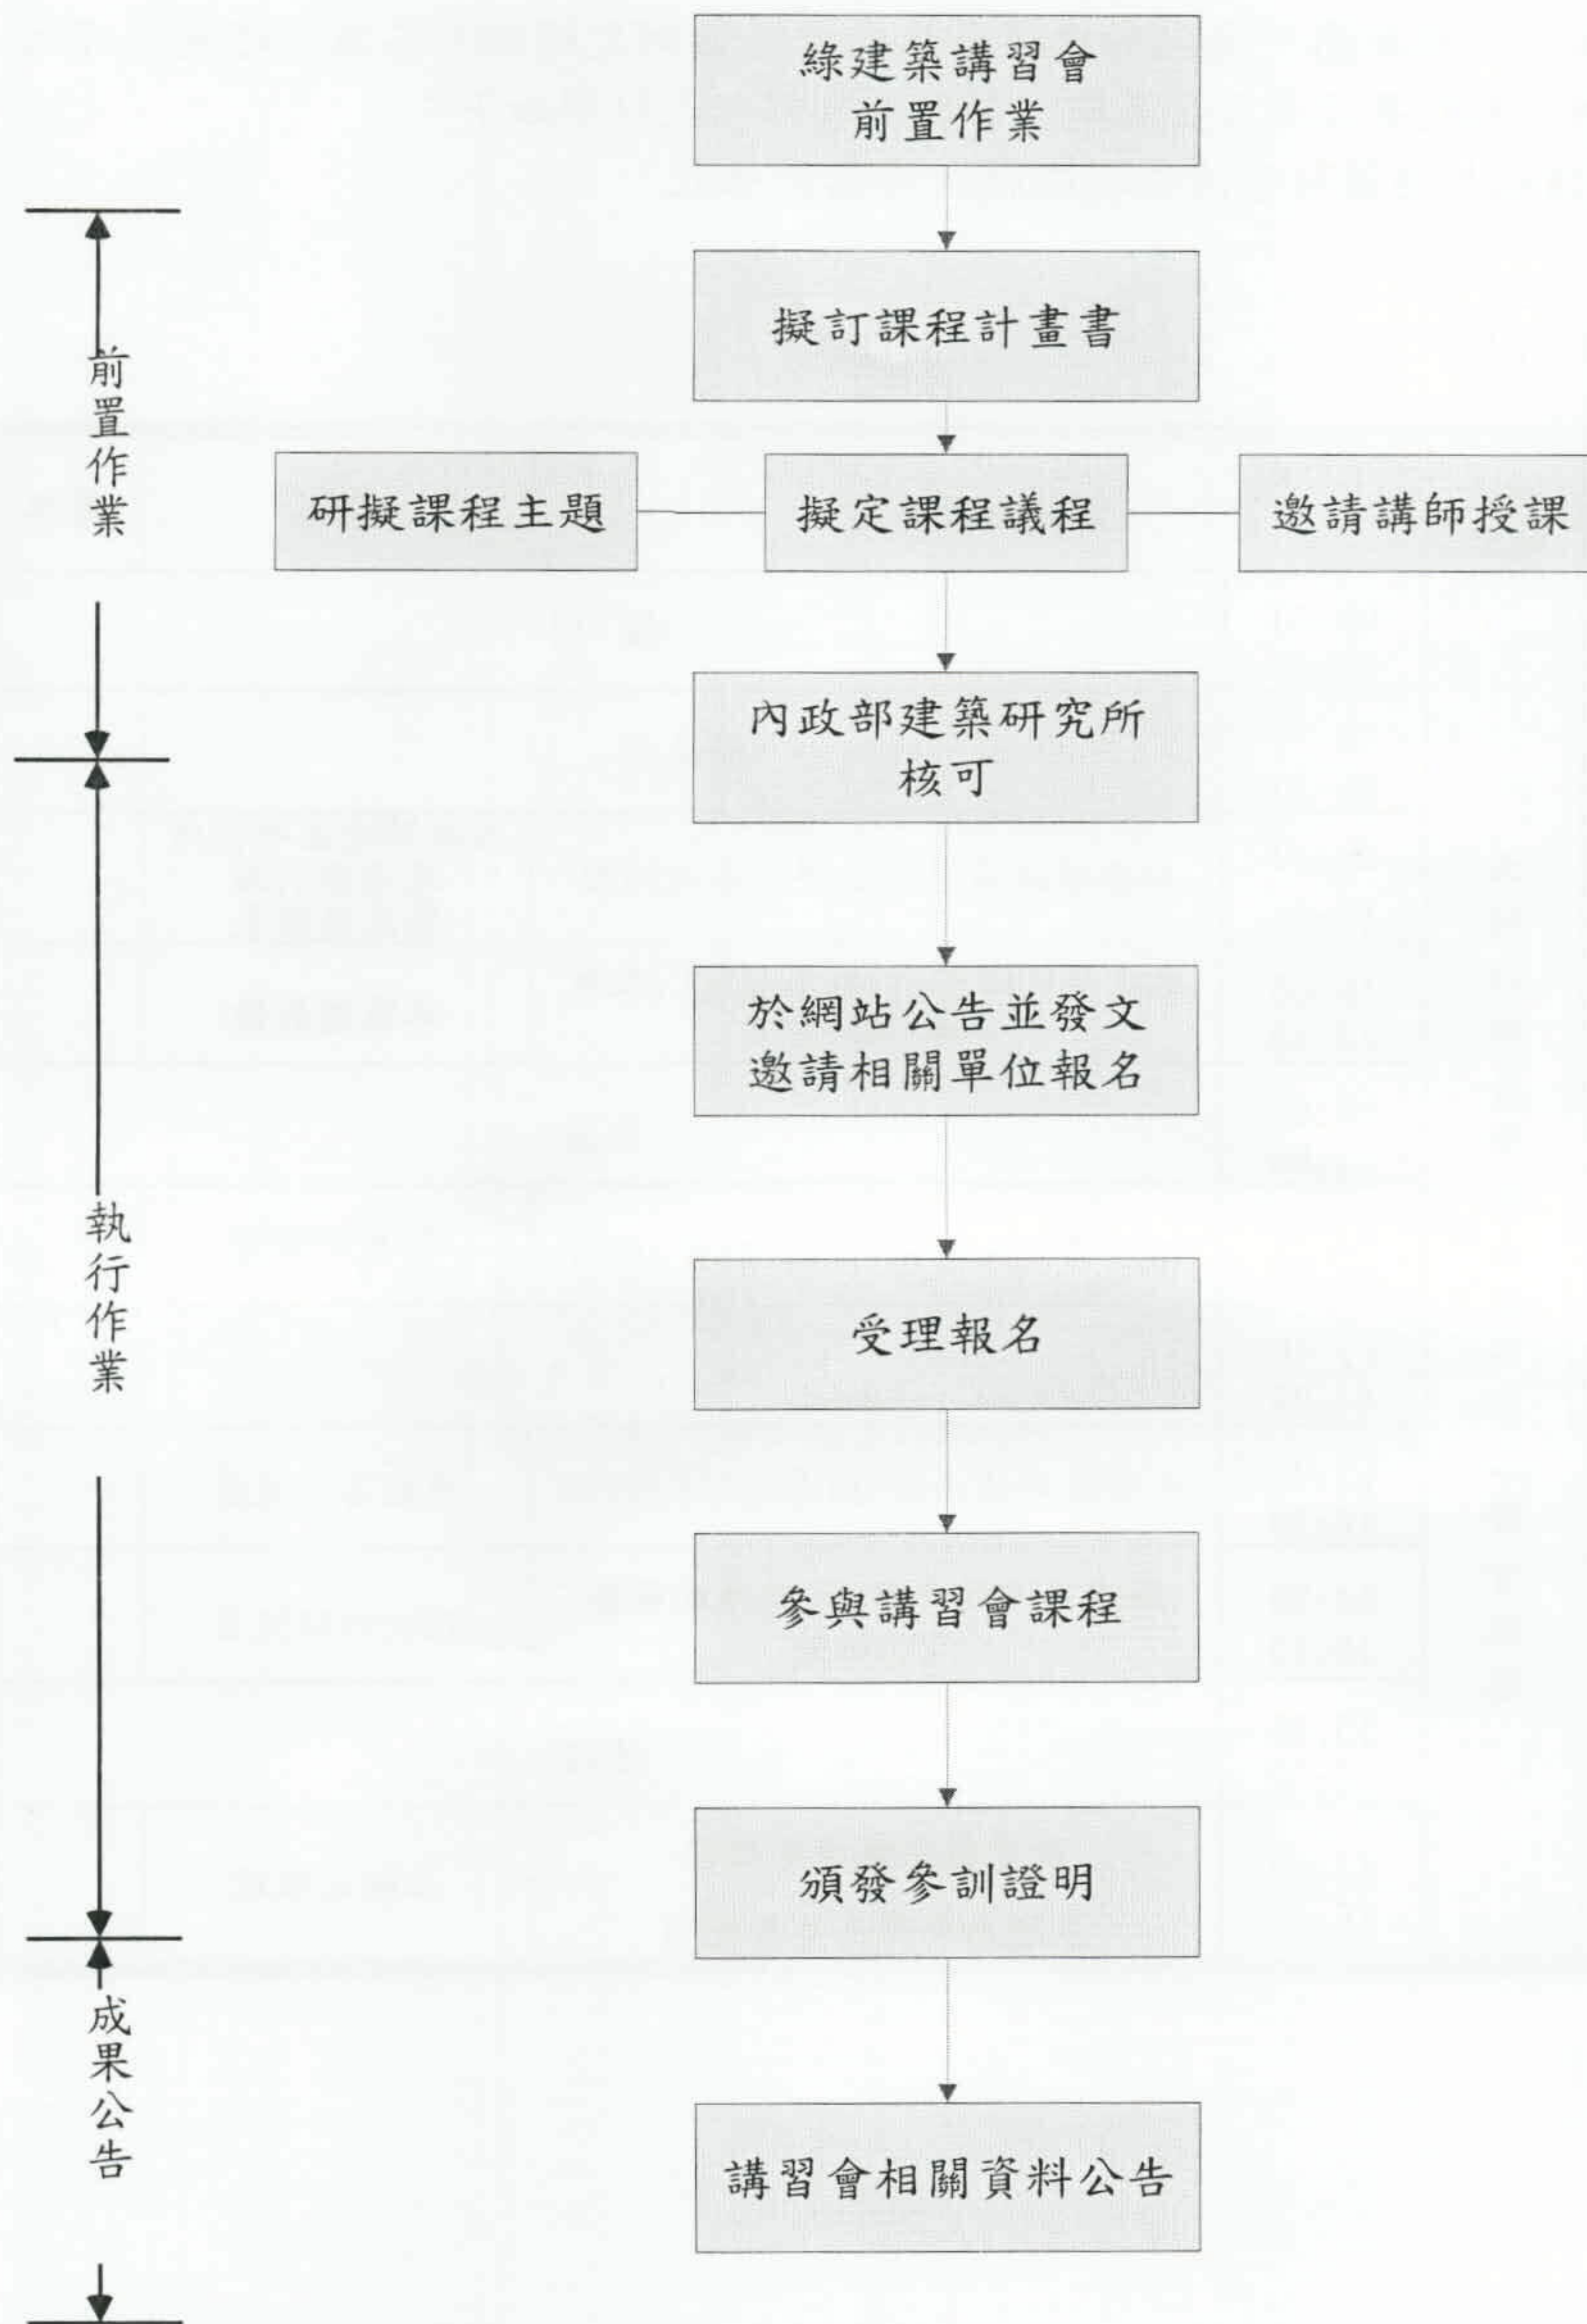 綠建築講習會
前置作業
擬訂課程計畫書
前置作業
研擬課程主題
擬定課程議程
邀請講師授課
內政部建築研究所
核可
於網站公告並發文
邀請相關單位報名
執行作業
受理報名
參與講習會課程
頒發參訓證明
成果公告
講習會相關資料公告